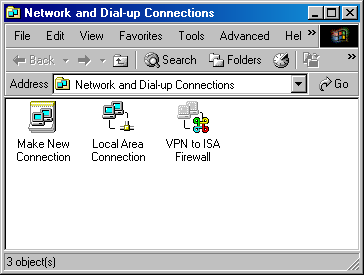 Network and Dial-up Connections
File Edit View Favorites Tools Advanced Hel »
Back Search Folders »
Address Network and Dial-up Connections Go
Make New Connection
Local Area Connection
VPN to ISA Firewall
3 object(s)